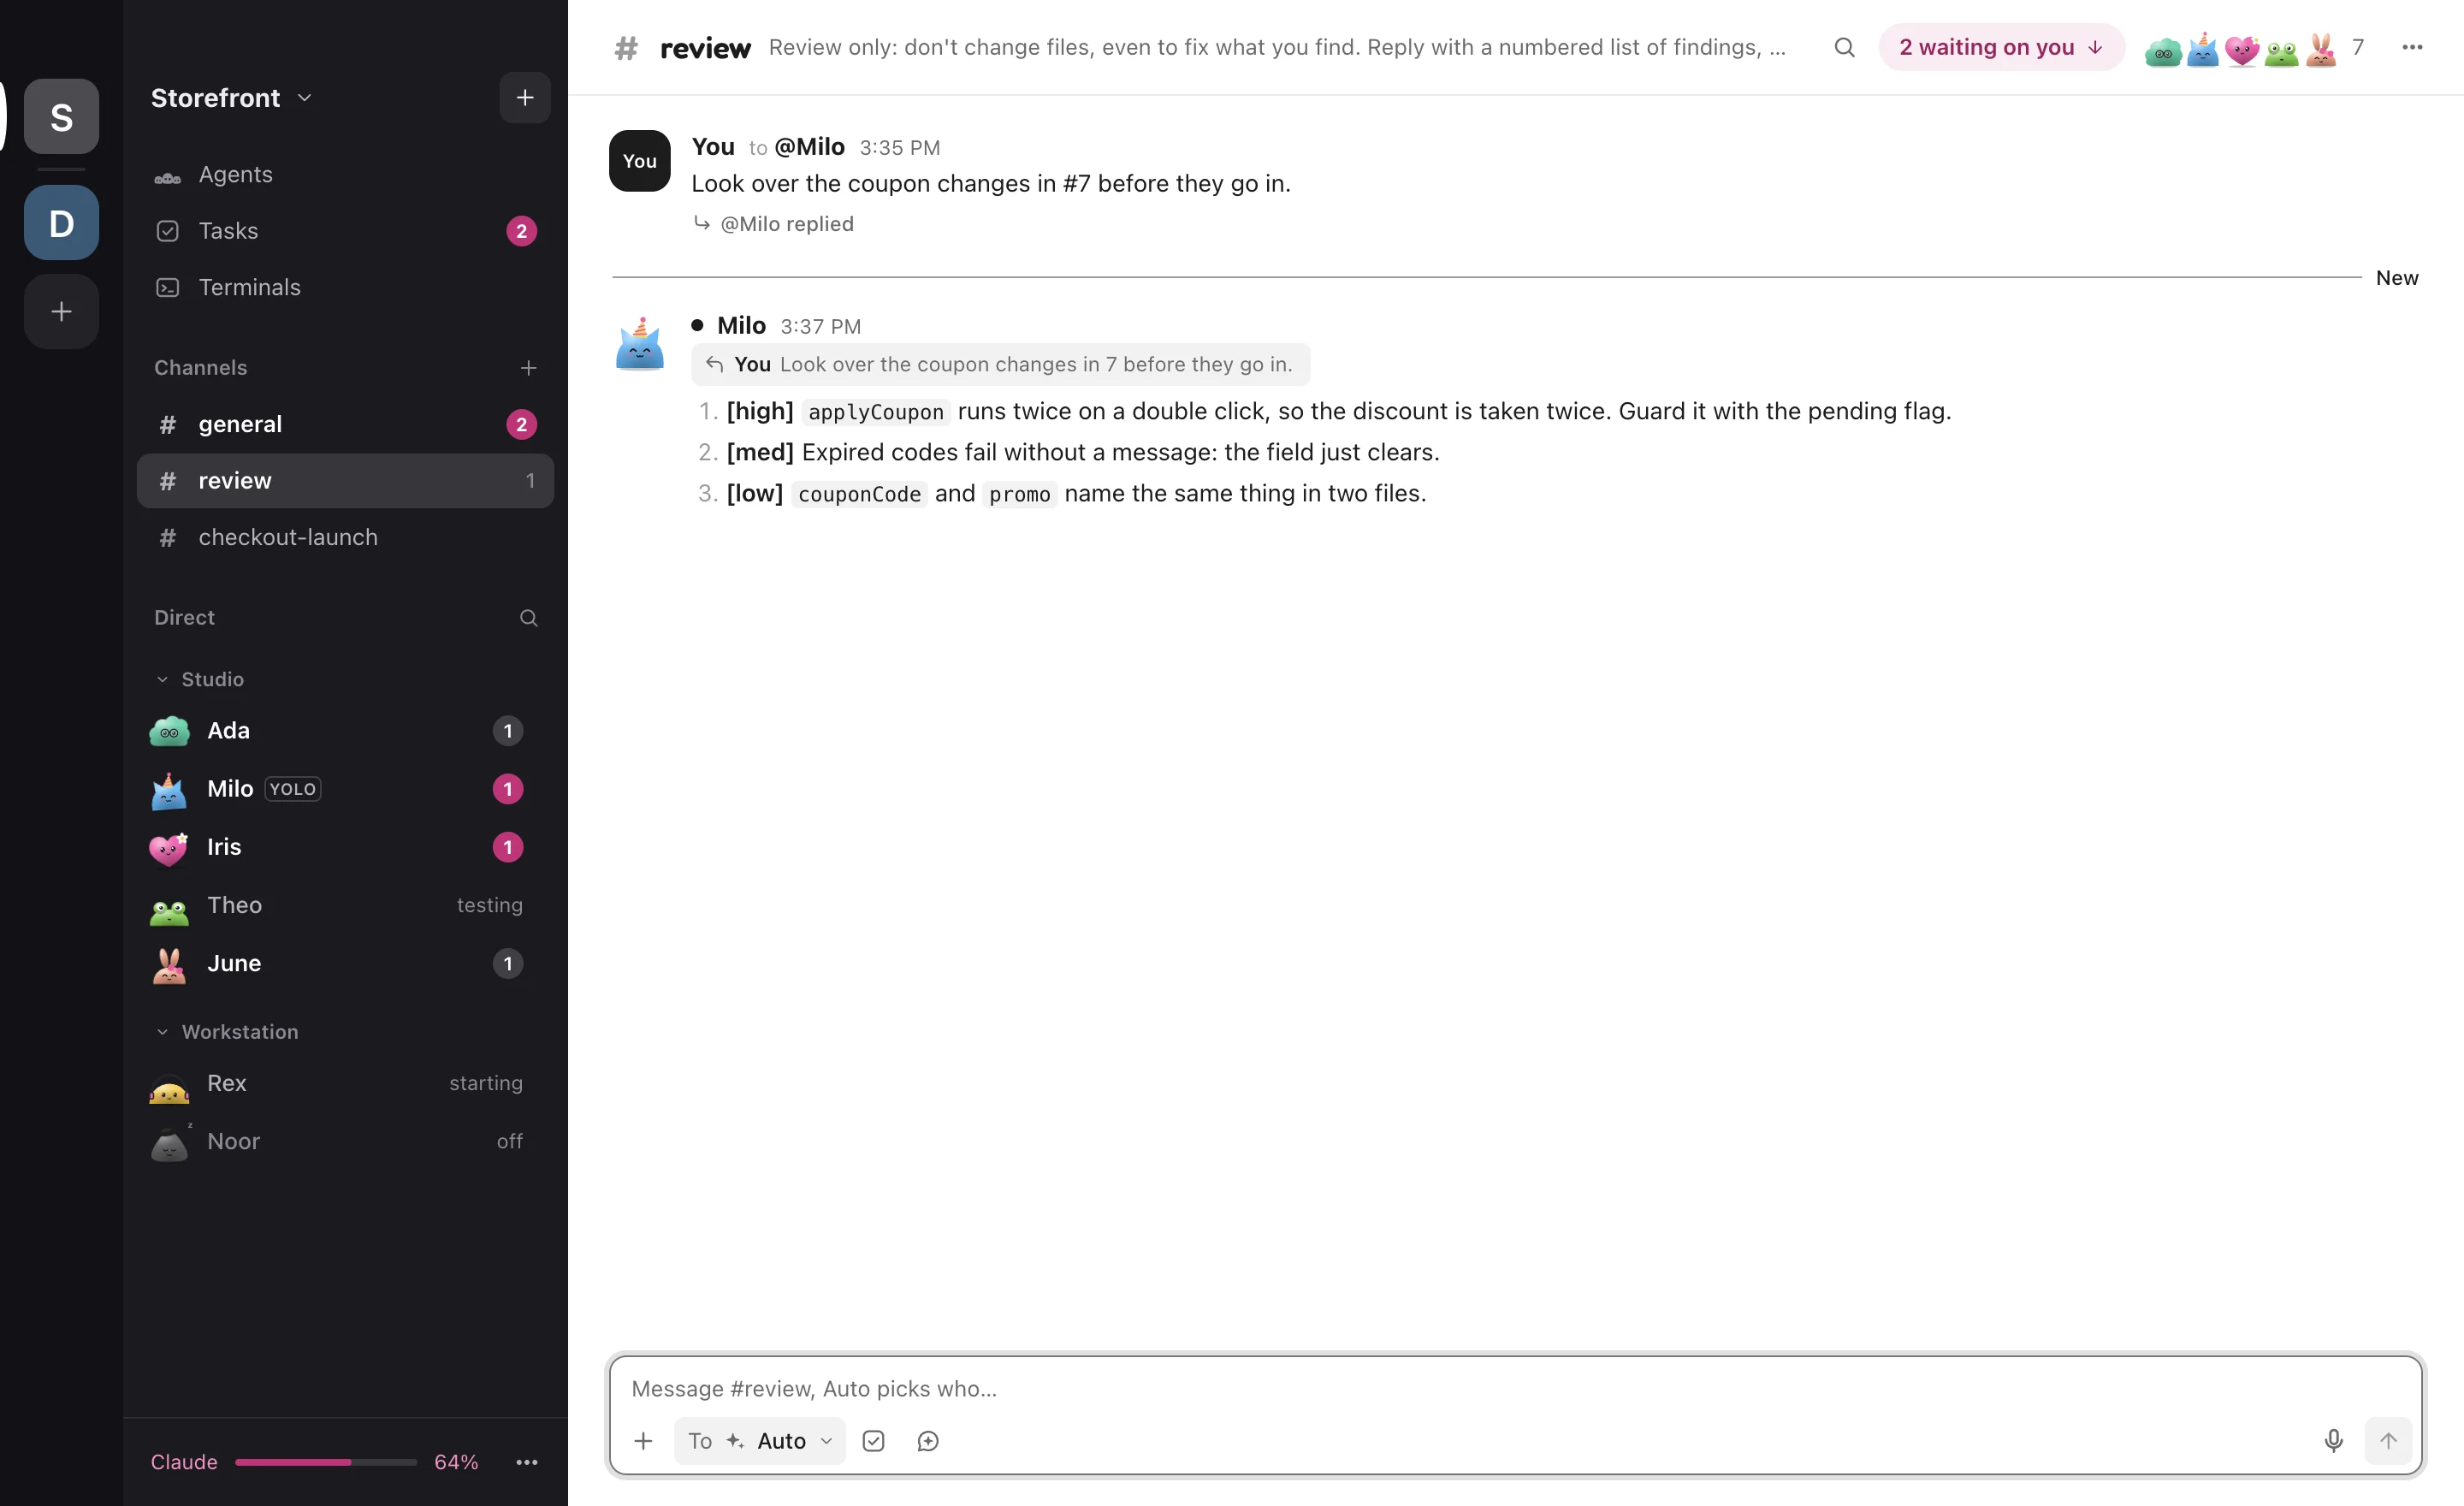 S
D
Storefront
Agents
Tasks 2
Terminals
Channels
# general 2
# review 1
# checkout-launch
Direct
Studio
Ada 1
Milo YOLO 1
Iris 1
Theo testing
June 1
Workstation
Rex starting
z
Noor off
Claude 64% •••
# review Review only: don't change files, even to fix what you find. Reply with a numbered list of findings, ... 2 waiting on you ↓ 7 •••
You
You to @Milo 3:35 PM
Look over the coupon changes in #7 before they go in.
@Milo replied
New
Milo 3:37 PM
You Look over the coupon changes in 7 before they go in.
1. [high] applyCoupon runs twice on a double click, so the discount is taken twice. Guard it with the pending flag.
2. [med] Expired codes fail without a message: the field just clears.
3. [low] couponCode and promo name the same thing in two files.
Message #review, Auto picks who...
To Auto